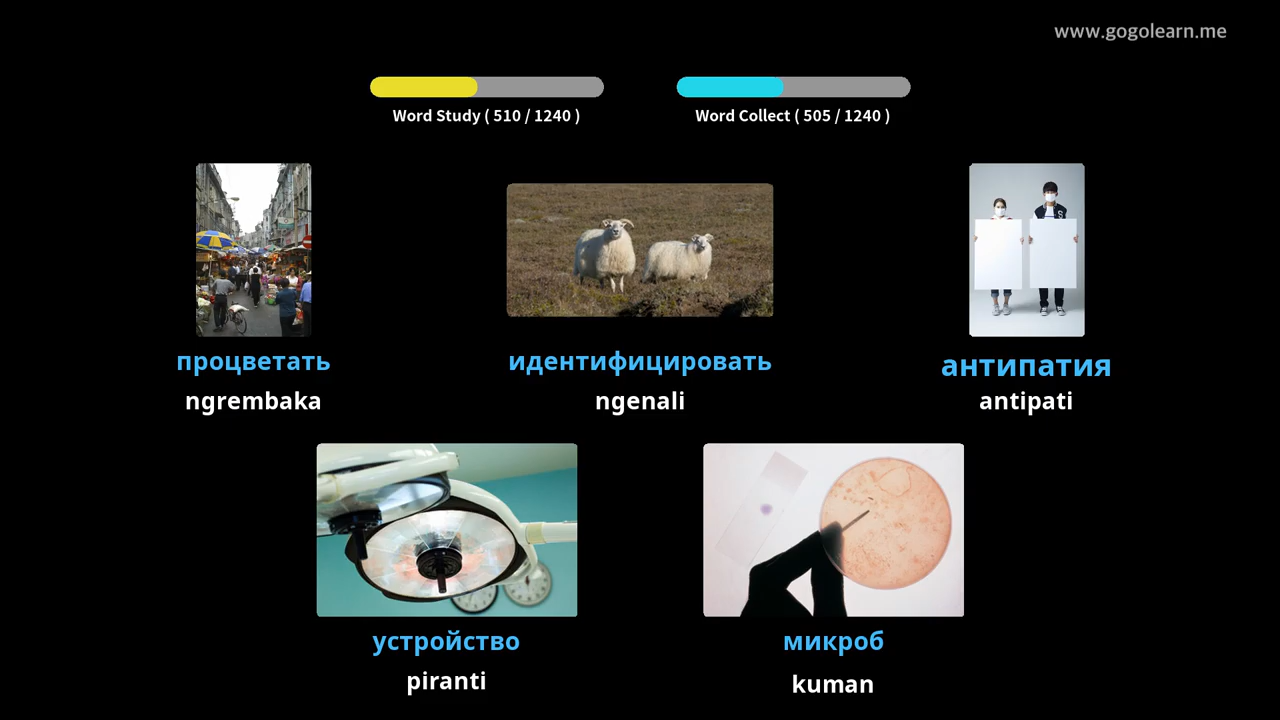 www.gogolearn.me
Word Study ( 510 / 1240 )
Word Collect ( 505 / 1240 )
процветать
ngrembaka
идентифицировать
ngenali
антипатия
antipati
устройство
piranti
микроб
kuman